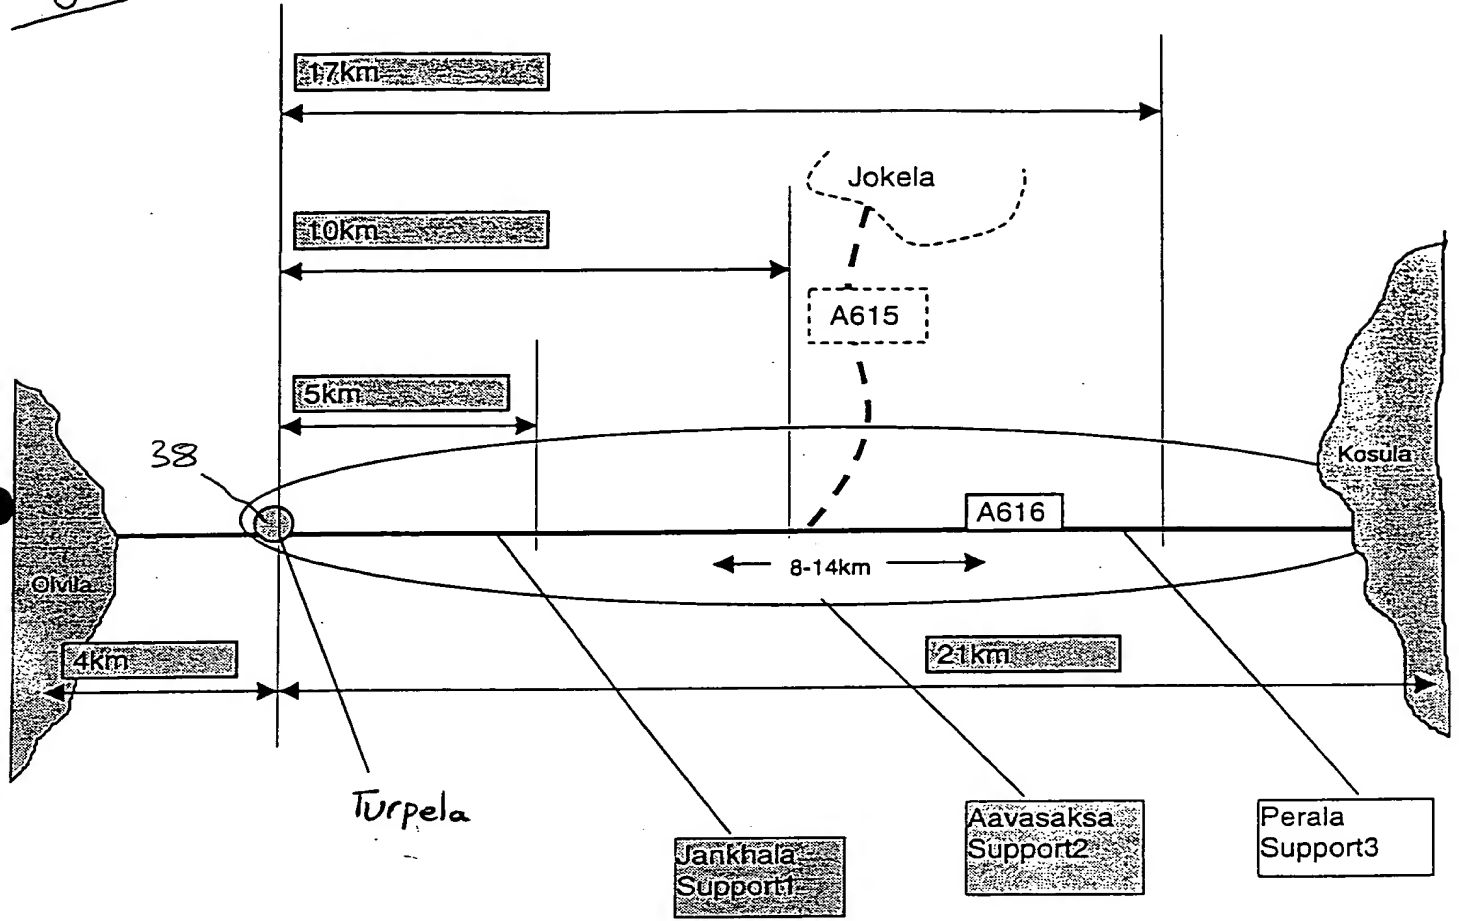 17km
Jokela
10km
A615
5km
38
Kosula
A616
8-14km
Olvila
4km
21km
Turpela
Jankhala
Support1
Aavasaksa
Support2
Perala
Support3